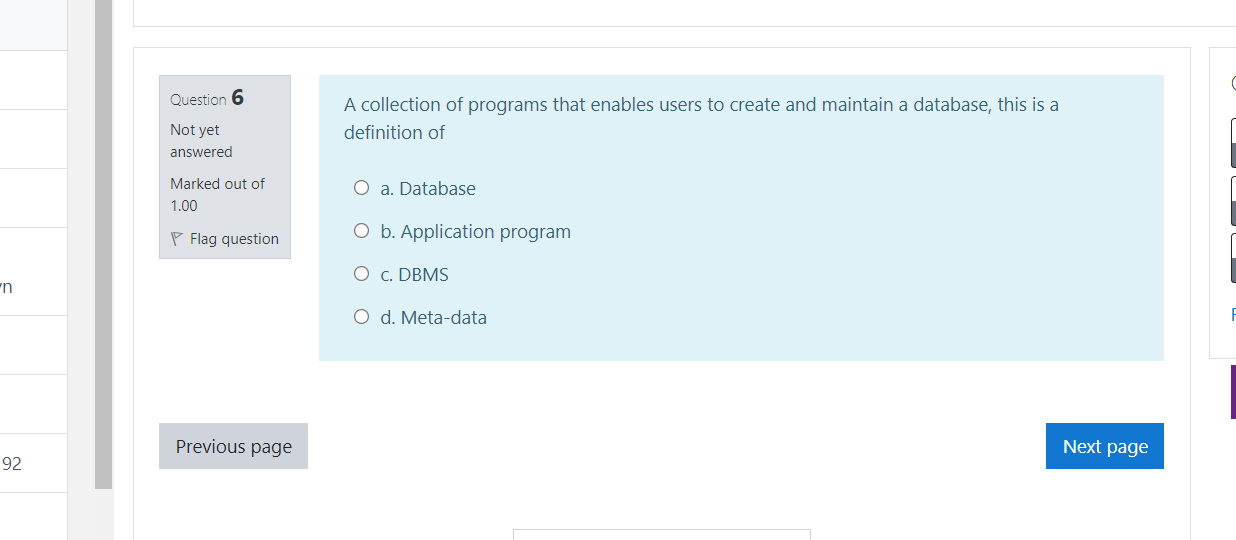 Question 6
Not yet
answered
Marked out of
1.00
Flag question
A collection of programs that enables users to create and maintain a database, this is a
definition of
a. Database
b. Application program
c. DBMS
d. Meta-data
Previous page
Next page
92